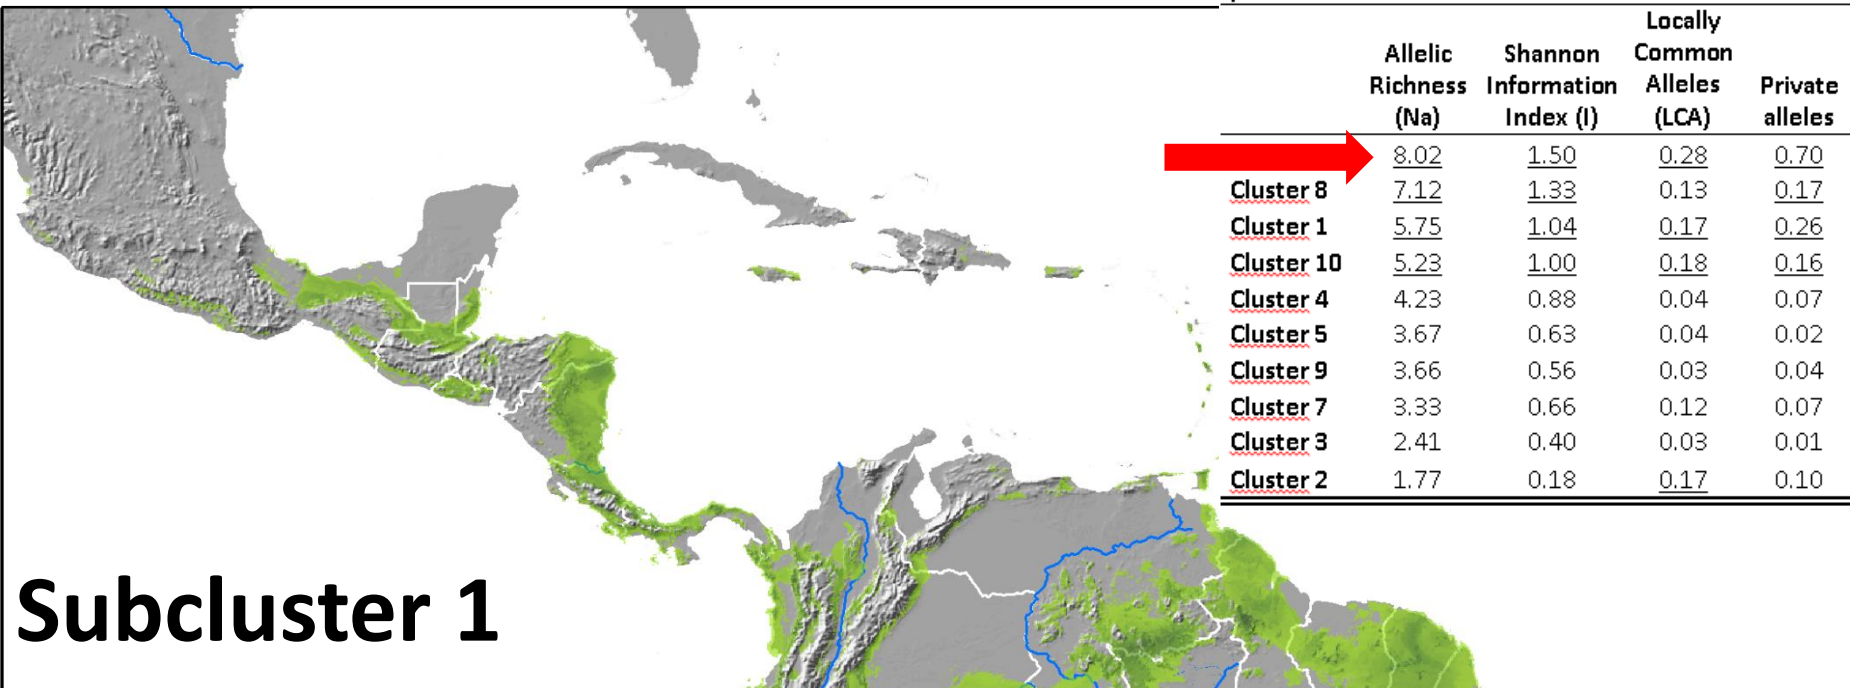 Locally
Allelic Shannon Common
Richness Information Alleles Private
(Na) Index (I) (LCA) alleles
8.02 1.50 0.28 0.70
Cluster 8 7.12 1.33 0.13 0.17
Cluster 1 5.75 1.04 0.17 0.26
Cluster 10 5.23 1.00 0.18 0.16
Cluster 4 4.23 0.88 0.04 0.07
Cluster 5 3.67 0.63 0.04 0.02
Cluster 9 3.66 0.56 0.03 0.04
Cluster 7 3.33 0.66 0.12 0.07
Cluster 3 2.41 0.40 0.03 0.01
Cluster 2 1.77 0.18 0.17 0.10
Subcluster 1